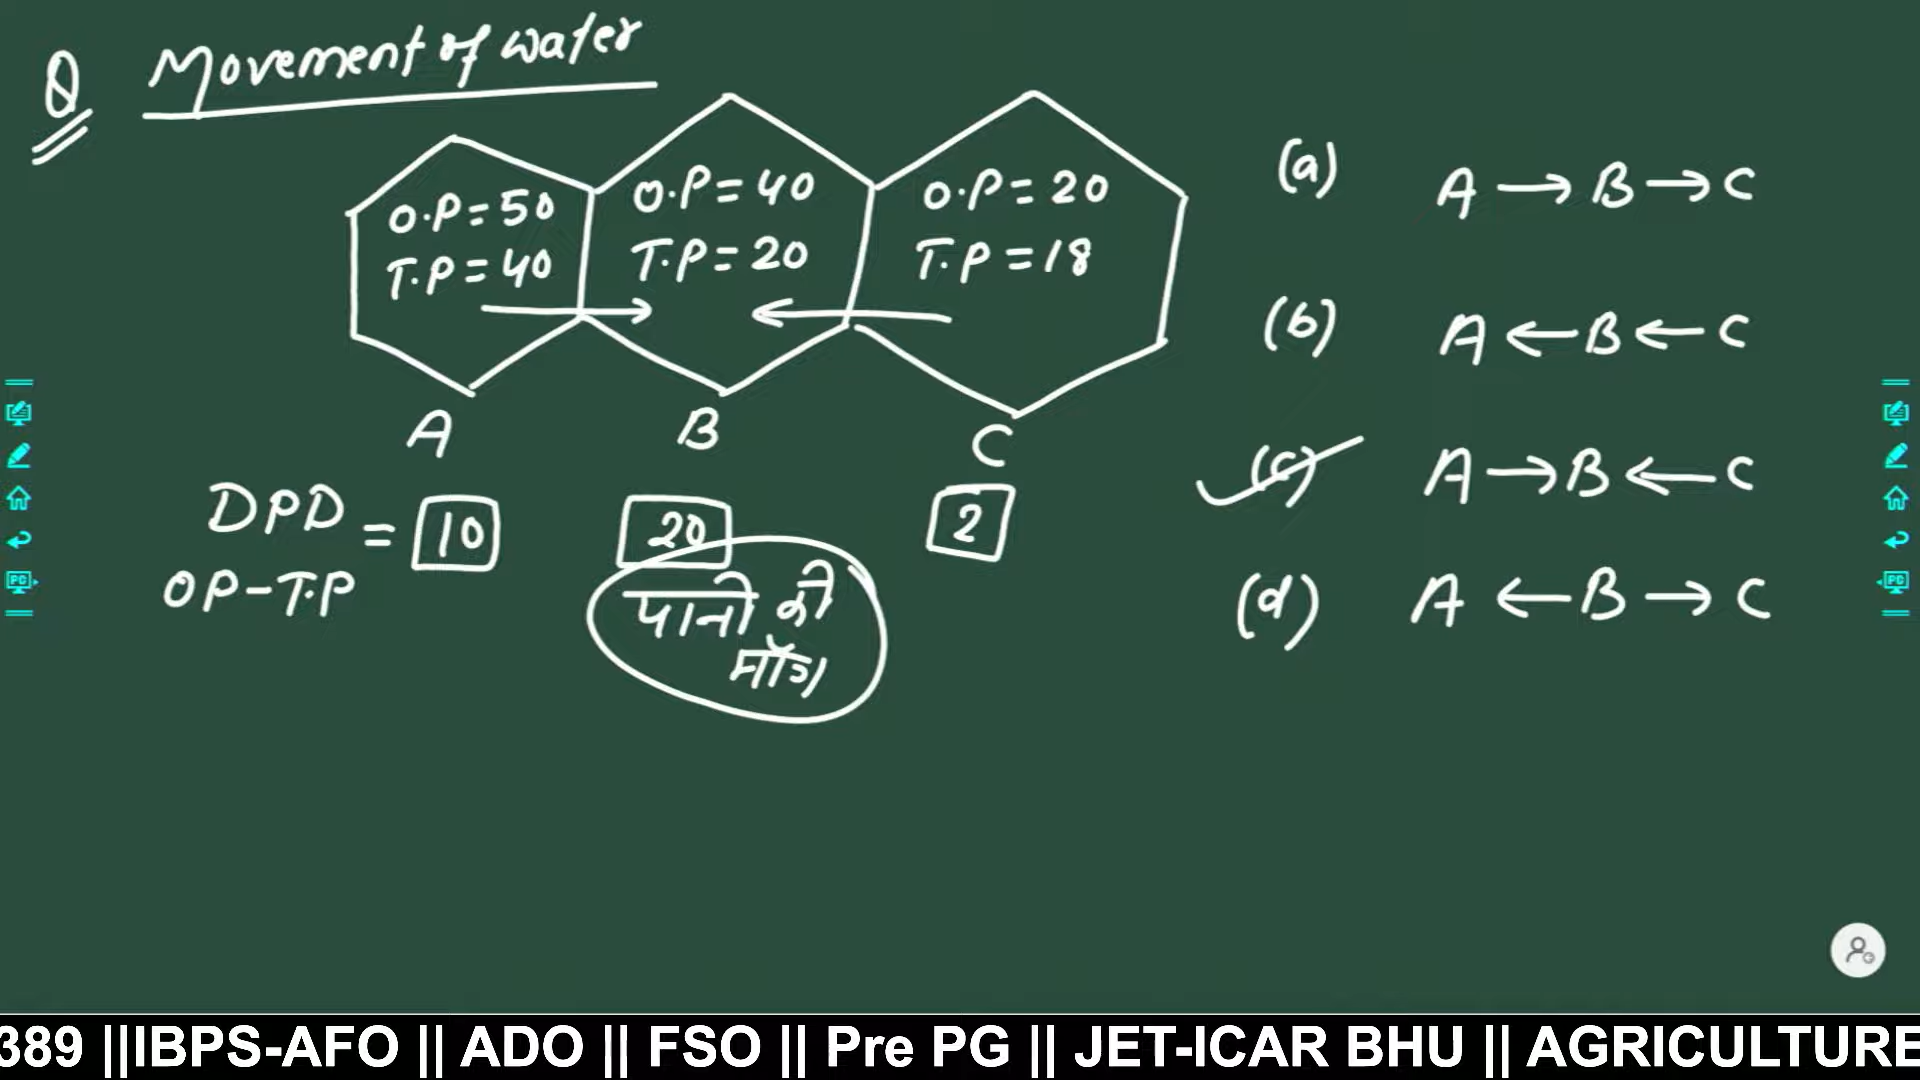 Q Movement of water
O.P = 50
T.P = 40
O.P = 40
T.P = 20
O.P = 20
T.P = 18
A B C
DPD = 10 20 2
OP - T.P
पानी की
माँग
(a) A → B → C
(b) A ← B ← C
(c) A → B ← C
(d) A ← B → C
389 ||IBPS-AFO || ADO || FSO || Pre PG || JET-ICAR BHU || AGRICULTURE